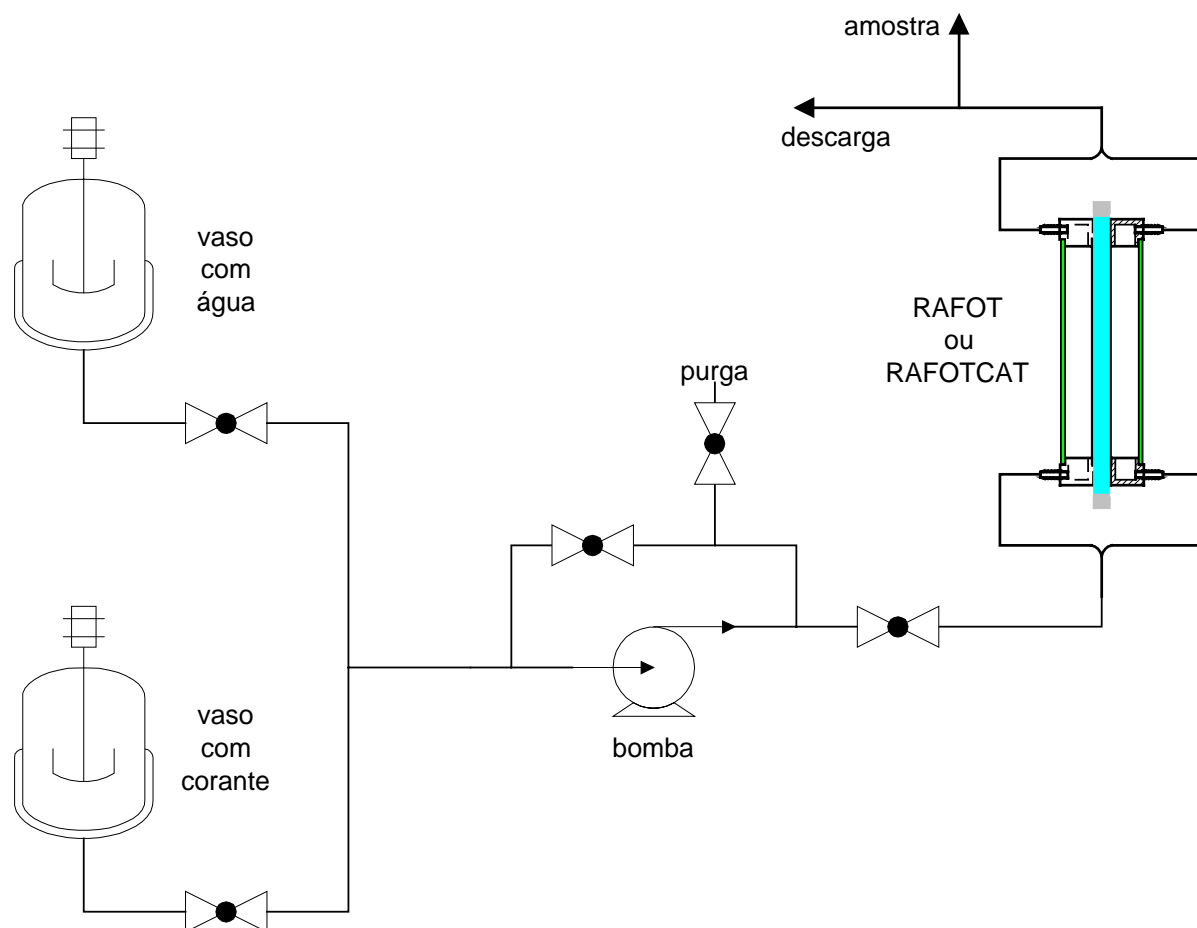 amostra
descarga
vaso
com
água
RAFOT
ou
RAFOTCAT
purga
vaso
com
corante
bomba